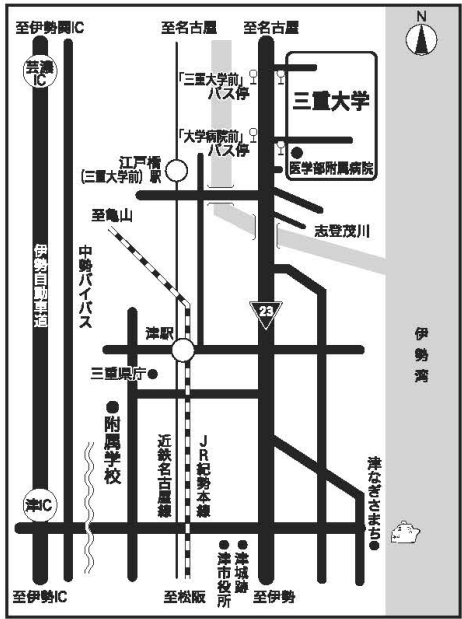 至伊勢関IC
至名古屋
至名古屋
N
芸濃
IC
「三重大学前」
バス停
三重大学
「大学病院前」
バス停
医学部附属病院
江戸橋
(三重大学前)駅
至亀山
志登茂川
伊勢自動車道
中勢バイパス
23
伊勢湾
津駅
三重県庁
附属学校
近鉄名古屋線
JR紀勢本線
津なぎさまち
津IC
津城跡
津市役所
至伊勢IC
至松阪
至伊勢